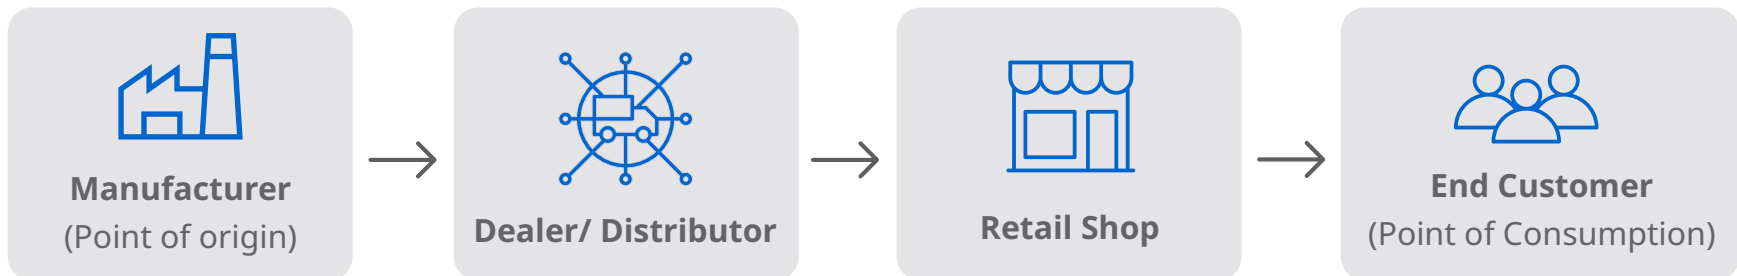 Manufacturer
(Point of origin)
Dealer/ Distributor
Retail Shop
End Customer
(Point of Consumption)